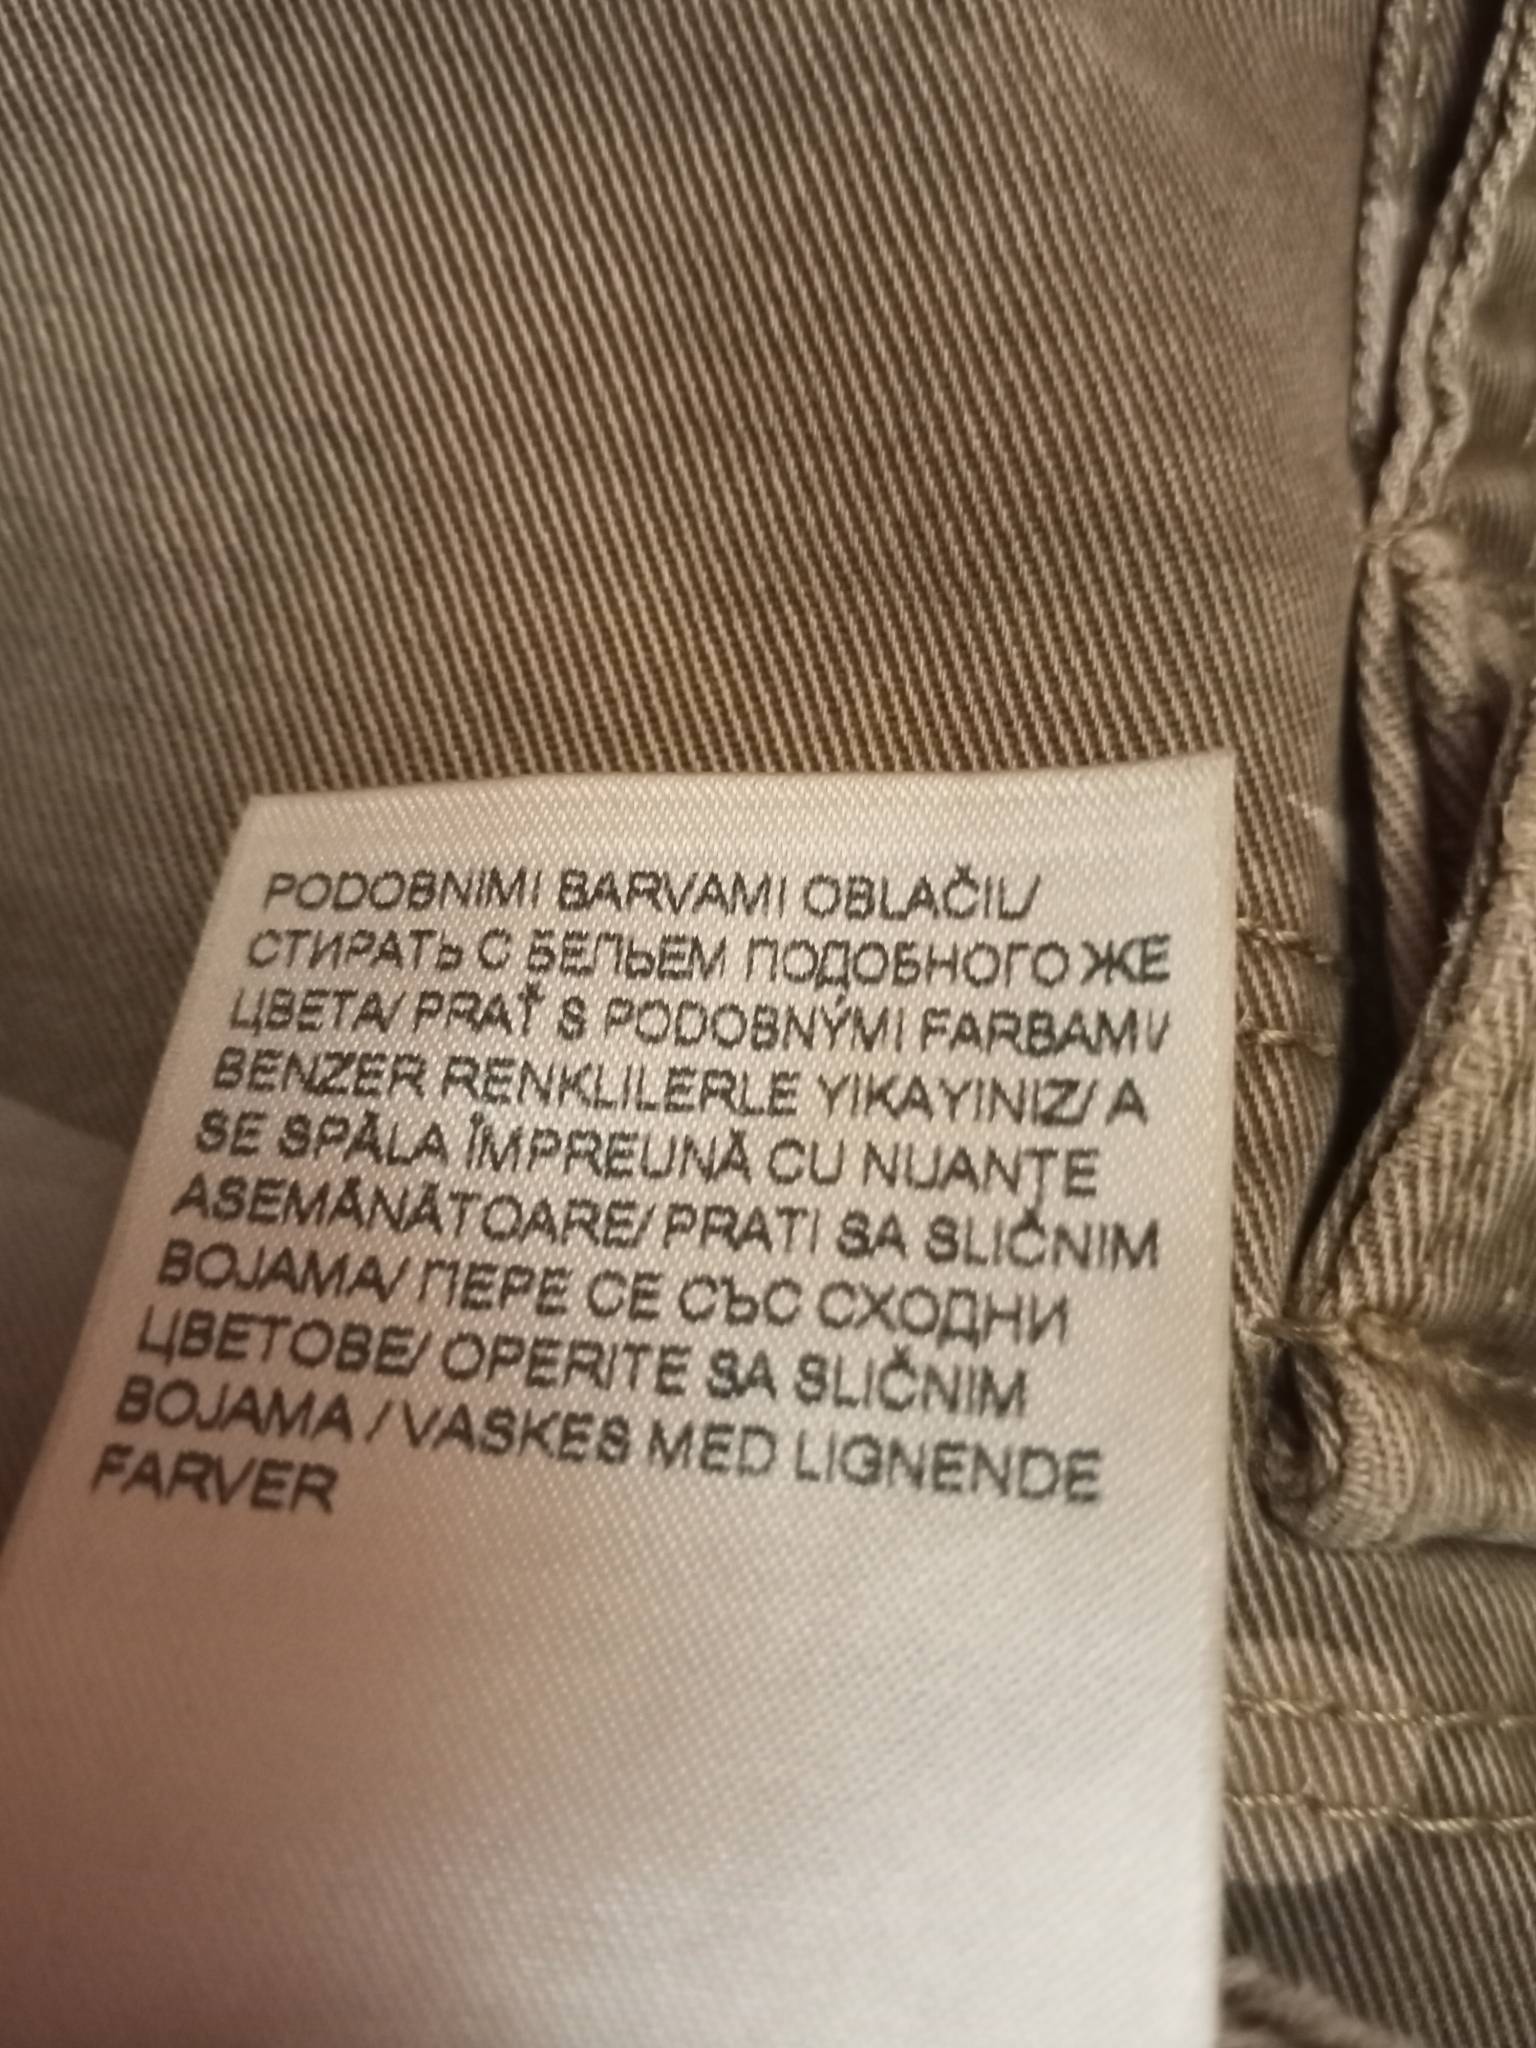 PODOBNIMI BARVAMI OBLAČIL/
СТИРАТЬ С БЕЛЬЕМ ПОДОБНОГО ЖЕ
ЦВЕТА/ PRAŤ S PODOBNÝMI FARBAMI/
BENZER RENKLILERLE YIKAYINIZ/ A
SE SPĂLA ÎMPREUNĂ CU NUANȚE
ASEMĂNĂTOARE/ PRATI SA SLIČNIM
BOJAMA/ ПЕРЕ СЕ СЪС СХОДНИ
ЦВЕТОВЕ/ OPERITE SA SLIČNIM
BOJAMA / VASKES MED LIGNENDE
FARVER